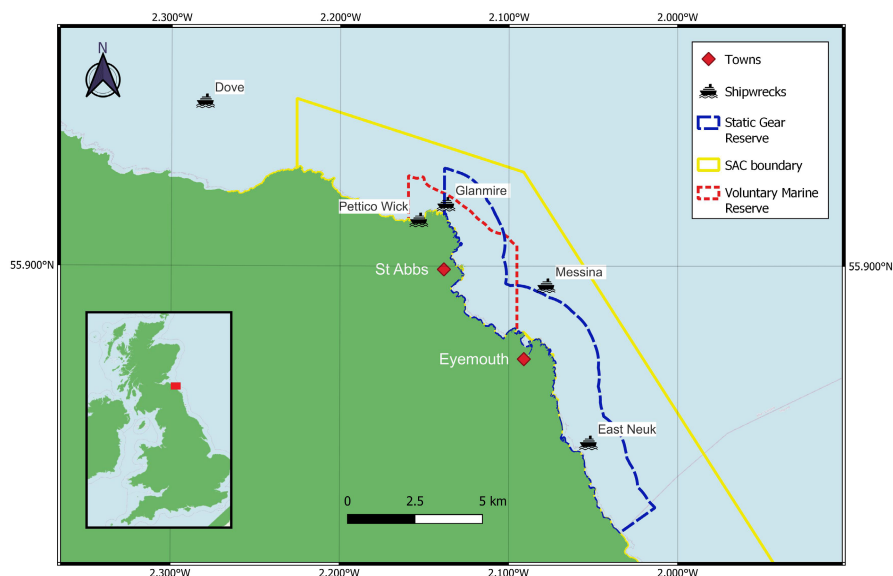 2.300°W 2.200°W 2.100°W 2.000°W
N
Dove
Towns
Shipwrecks
Static Gear
Reserve
SAC boundary
Voluntary Marine
Reserve
Glanmire
Pettico Wick
55.900°N
St Abbs
Messina
55.900°N
Eyemouth
East Neuk
0 2.5 5 km
2.300°W 2.200°W 2.100°W 2.000°W